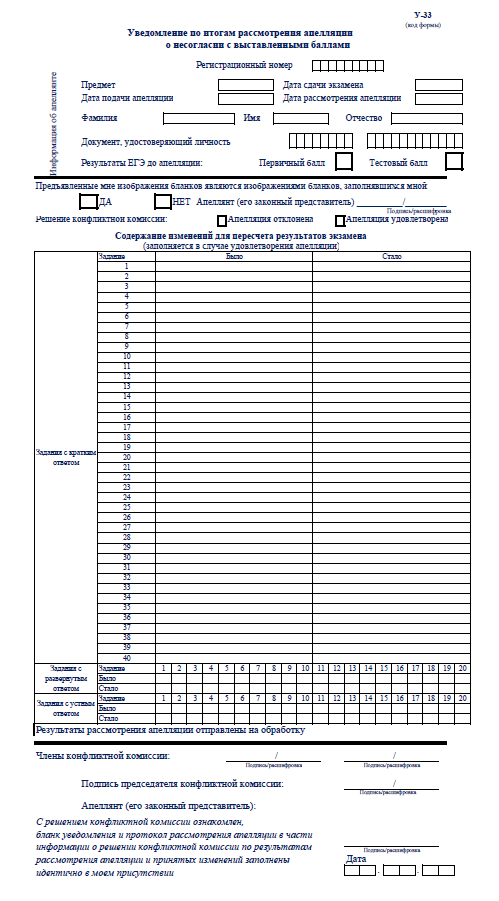 У-33
(код формы)
Уведомление по итогам рассмотрения апелляции
о несогласии с выставленными баллами
Регистрационный номер
Информация об апеллянте
Предмет Дата сдачи экзамена
Дата подачи апелляции Дата рассмотрения апелляции
Фамилия Имя Отчество
Документ, удостоверяющий личность
Результаты ЕГЭ до апелляции: Первичный балл Тестовый балл
Предъявленные мне изображения бланков являются изображениями бланков, заполнявшихся мной
ДА НЕТ Апеллянт (его законный представитель) ________/________
Подпись/расшифровка
Решение конфликтной комиссии: Апелляция отклонена Апелляция удовлетворена
Содержание изменений для пересчета результатов экзамена
(заполняется в случае удовлетворения апелляции)
Задание Было Стало
Задания с кратким ответом
1
2
3
4
5
6
7
8
9
10
11
12
13
14
15
16
17
18
19
20
21
22
23
24
25
26
27
28
29
30
31
32
33
34
35
36
37
38
39
40
Задания с развернутым ответом
Задание 1 2 3 4 5 6 7 8 9 10 11 12 13 14 15 16 17 18 19 20
Было
Стало
Задания с устным ответом
Задание 1 2 3 4 5 6 7 8 9 10 11 12 13 14 15 16 17 18 19 20
Было
Стало
Результаты рассмотрения апелляции отправлены на обработку
Члены конфликтной комиссии: / /
Подпись/расшифровка Подпись/расшифровка
Подпись председателя конфликтной комиссии: /
Подпись/расшифровка
Апеллянт (его законный представитель):
С решением конфликтной комиссии ознакомлен,
бланк уведомления и протокол рассмотрения апелляции в части
информации о решении конфликтной комиссии по результатам
рассмотрения апелляции и принятых изменений заполнены
идентично в моем присутствии
Подпись/расшифровка
Дата
. .